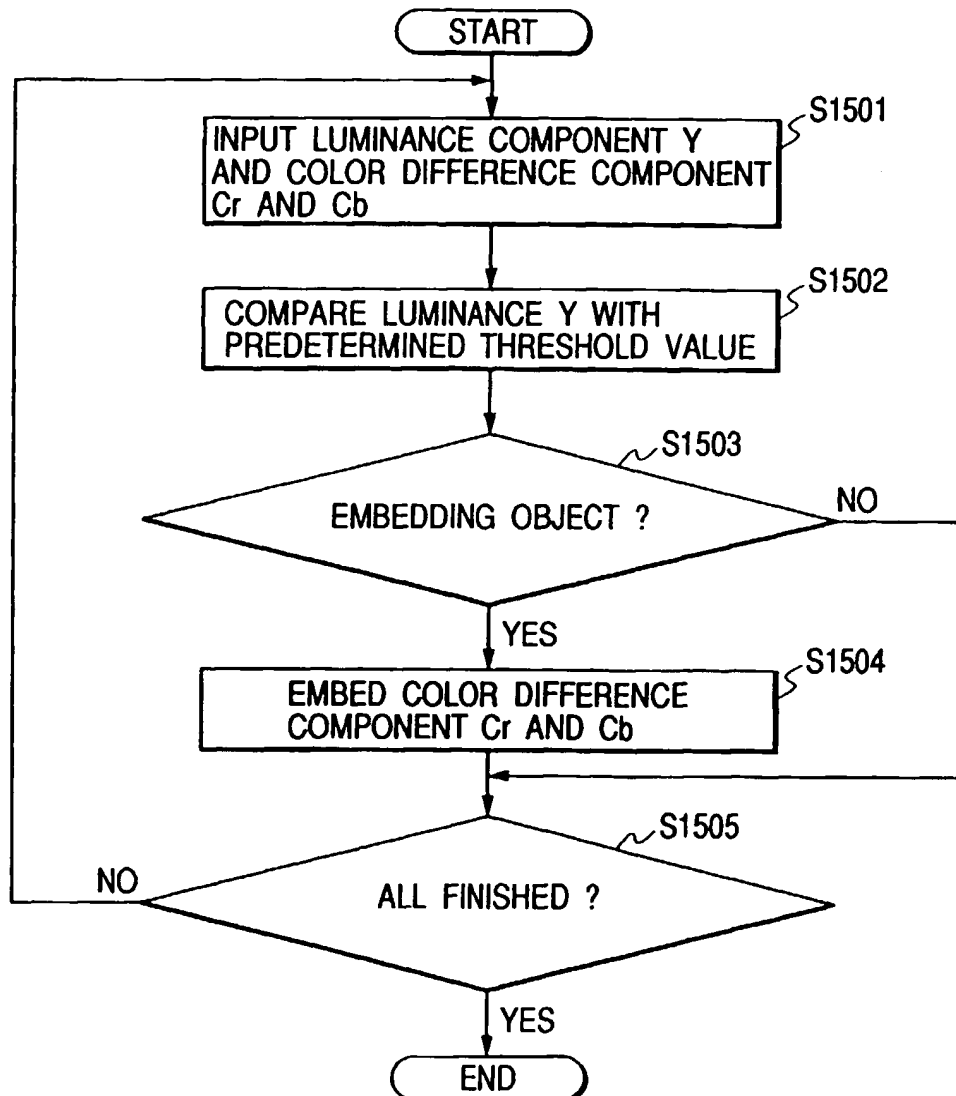 START
S1501
INPUT LUMINANCE COMPONENT Y
AND COLOR DIFFERENCE COMPONENT
Cr AND Cb
S1502
COMPARE LUMINANCE Y WITH
PREDETERMINED THRESHOLD VALUE
S1503
EMBEDDING OBJECT ?
NO
YES
S1504
EMBED COLOR DIFFERENCE
COMPONENT Cr AND Cb
S1505
NO
ALL FINISHED ?
YES
END